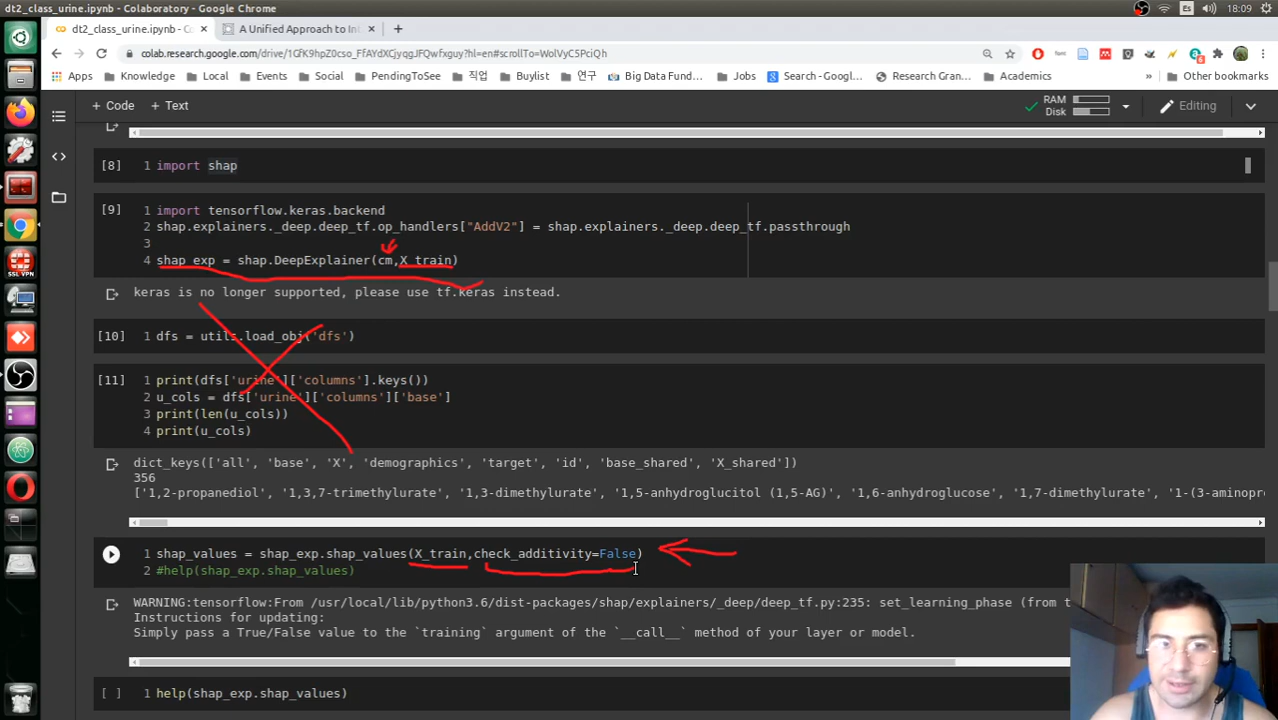 dt2_class_urine.ipynb - Colaboratory - Google Chrome
Es
18:09
dt2_class_urine.ipynb - Co
A Unified Approach to In
Apps
Knowledge
Local
Events
Social
PendingToSee
직업
Buylist
연구
Big Data Fund...
Jobs
Search - Googl...
Research Gran...
Academics
»
Other bookmarks
+ Code
+ Text
RAM
Disk
Editing
[8] 1 import shap
[9] 1 import tensorflow.keras.backend
2 shap.explainers._deep.deep_tf.op_handlers["AddV2"] = shap.explainers._deep.deep_tf.passthrough
3
4 shap_exp = shap.DeepExplainer(cm,X_train)
keras is no longer supported, please use tf.keras instead.
[10] 1 dfs = utils.load_obj('dfs')
[11] 1 print(dfs['urine']['columns'].keys())
2 u_cols = dfs['urine']['columns']['base']
3 print(len(u_cols))
4 print(u_cols)
dict_keys(['all', 'base', 'X', 'demographics', 'target', 'id', 'base_shared', 'X_shared'])
356
['1,2-propanediol', '1,3,7-trimethylurate', '1,3-dimethylurate', '1,5-anhydroglucitol (1,5-AG)', '1,6-anhydroglucose', '1,7-dimethylurate', '1-(3-aminopro
1 shap_values = shap_exp.shap_values(X_train,check_additivity=False)
2 #help(shap_exp.shap_values)
WARNING:tensorflow:From /usr/local/lib/python3.6/dist-packages/shap/explainers/_deep/deep_tf.py:235: set_learning_phase (from t
Instructions for updating:
Simply pass a True/False value to the `training` argument of the `__call__` method of your layer or model.
[ ] 1 help(shap_exp.shap_values)